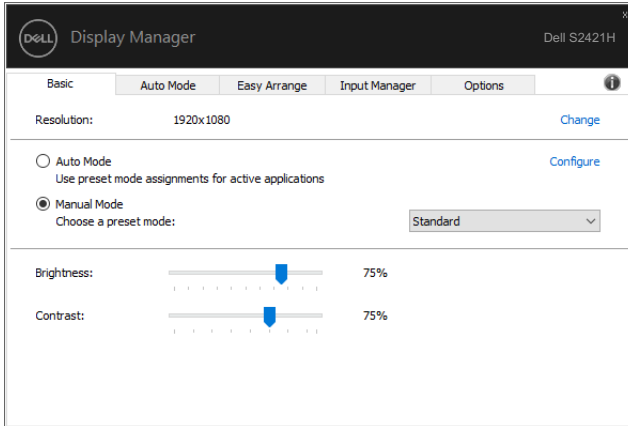 x
DELL Display Manager Dell S2421H
Basic Auto Mode Easy Arrange Input Manager Options i
Resolution: 1920x1080 Change
Auto Mode Configure
Use preset mode assignments for active applications
Manual Mode
Choose a preset mode: Standard
Brightness: 75%
Contrast: 75%